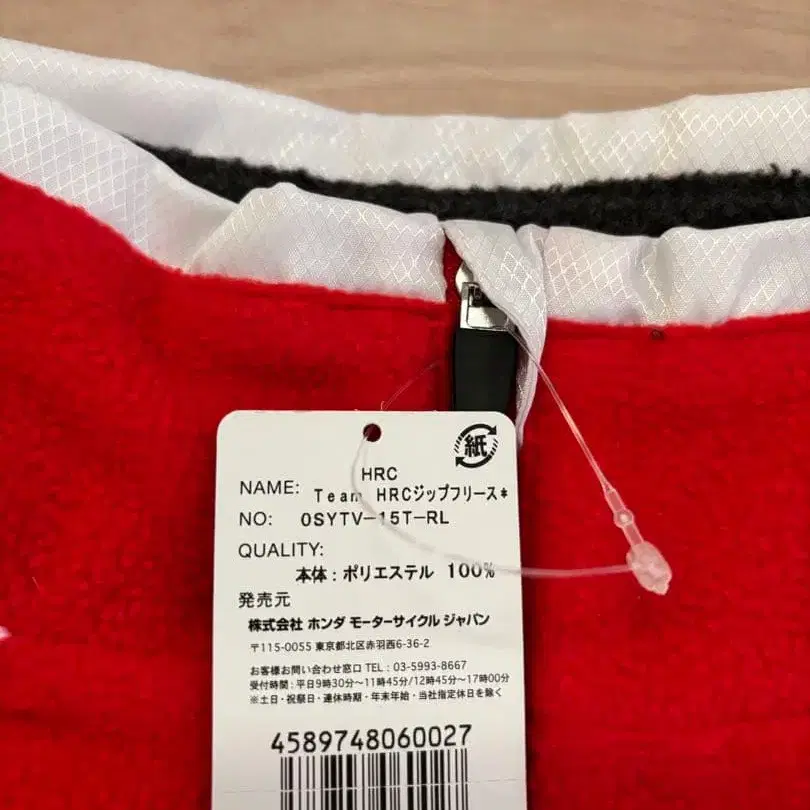 紙
HRC
NAME: Team HRCジップフリース*
NO: 0SYTV-15T-RL
QUALITY:
本体:ポリエステル 100%
発売元
株式会社 ホンダ モーターサイクル ジャパン
〒115-0055 東京都北区赤羽西6-36-2
お客様お問い合わせ窓口 TEL : 03-5993-8667
受付時間:平日9時30分〜11時45分/12時45分〜17時00分
※土日・祝祭日・連休時期・年末年始・当社指定休日を除く
4589748060027